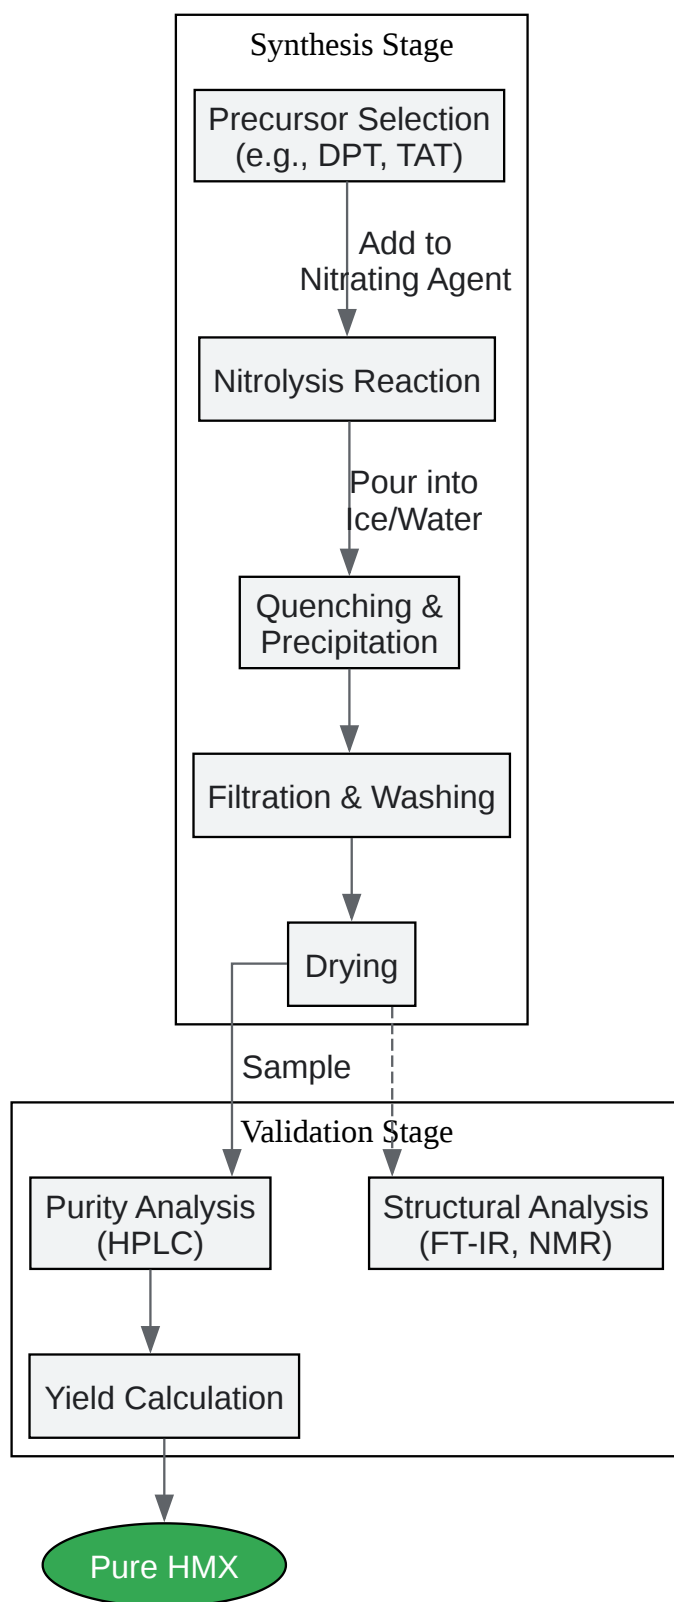 Synthesis Stage
Precursor Selection
(e.g., DPT, TAT)
Add to
Nitrating Agent
Nitrolysis Reaction
Pour into
Ice/Water
Quenching &
Precipitation
Filtration & Washing
Drying
Sample
Validation Stage
Purity Analysis
(HPLC)
Structural Analysis
(FT-IR, NMR)
Yield Calculation
Pure HMX